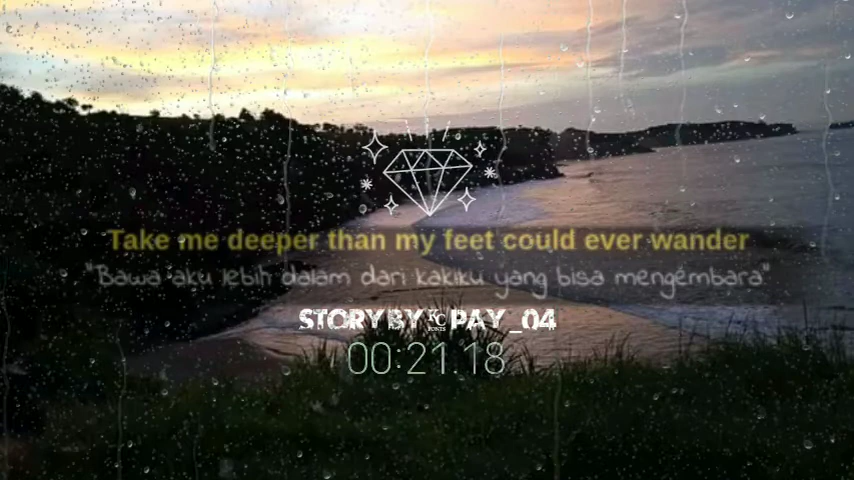 Take me deeper than my feet could ever wander
"Bawa aku lebih dalam dari kakiku yang bisa mengembara"
STORY BY PAY_04
00:21.18